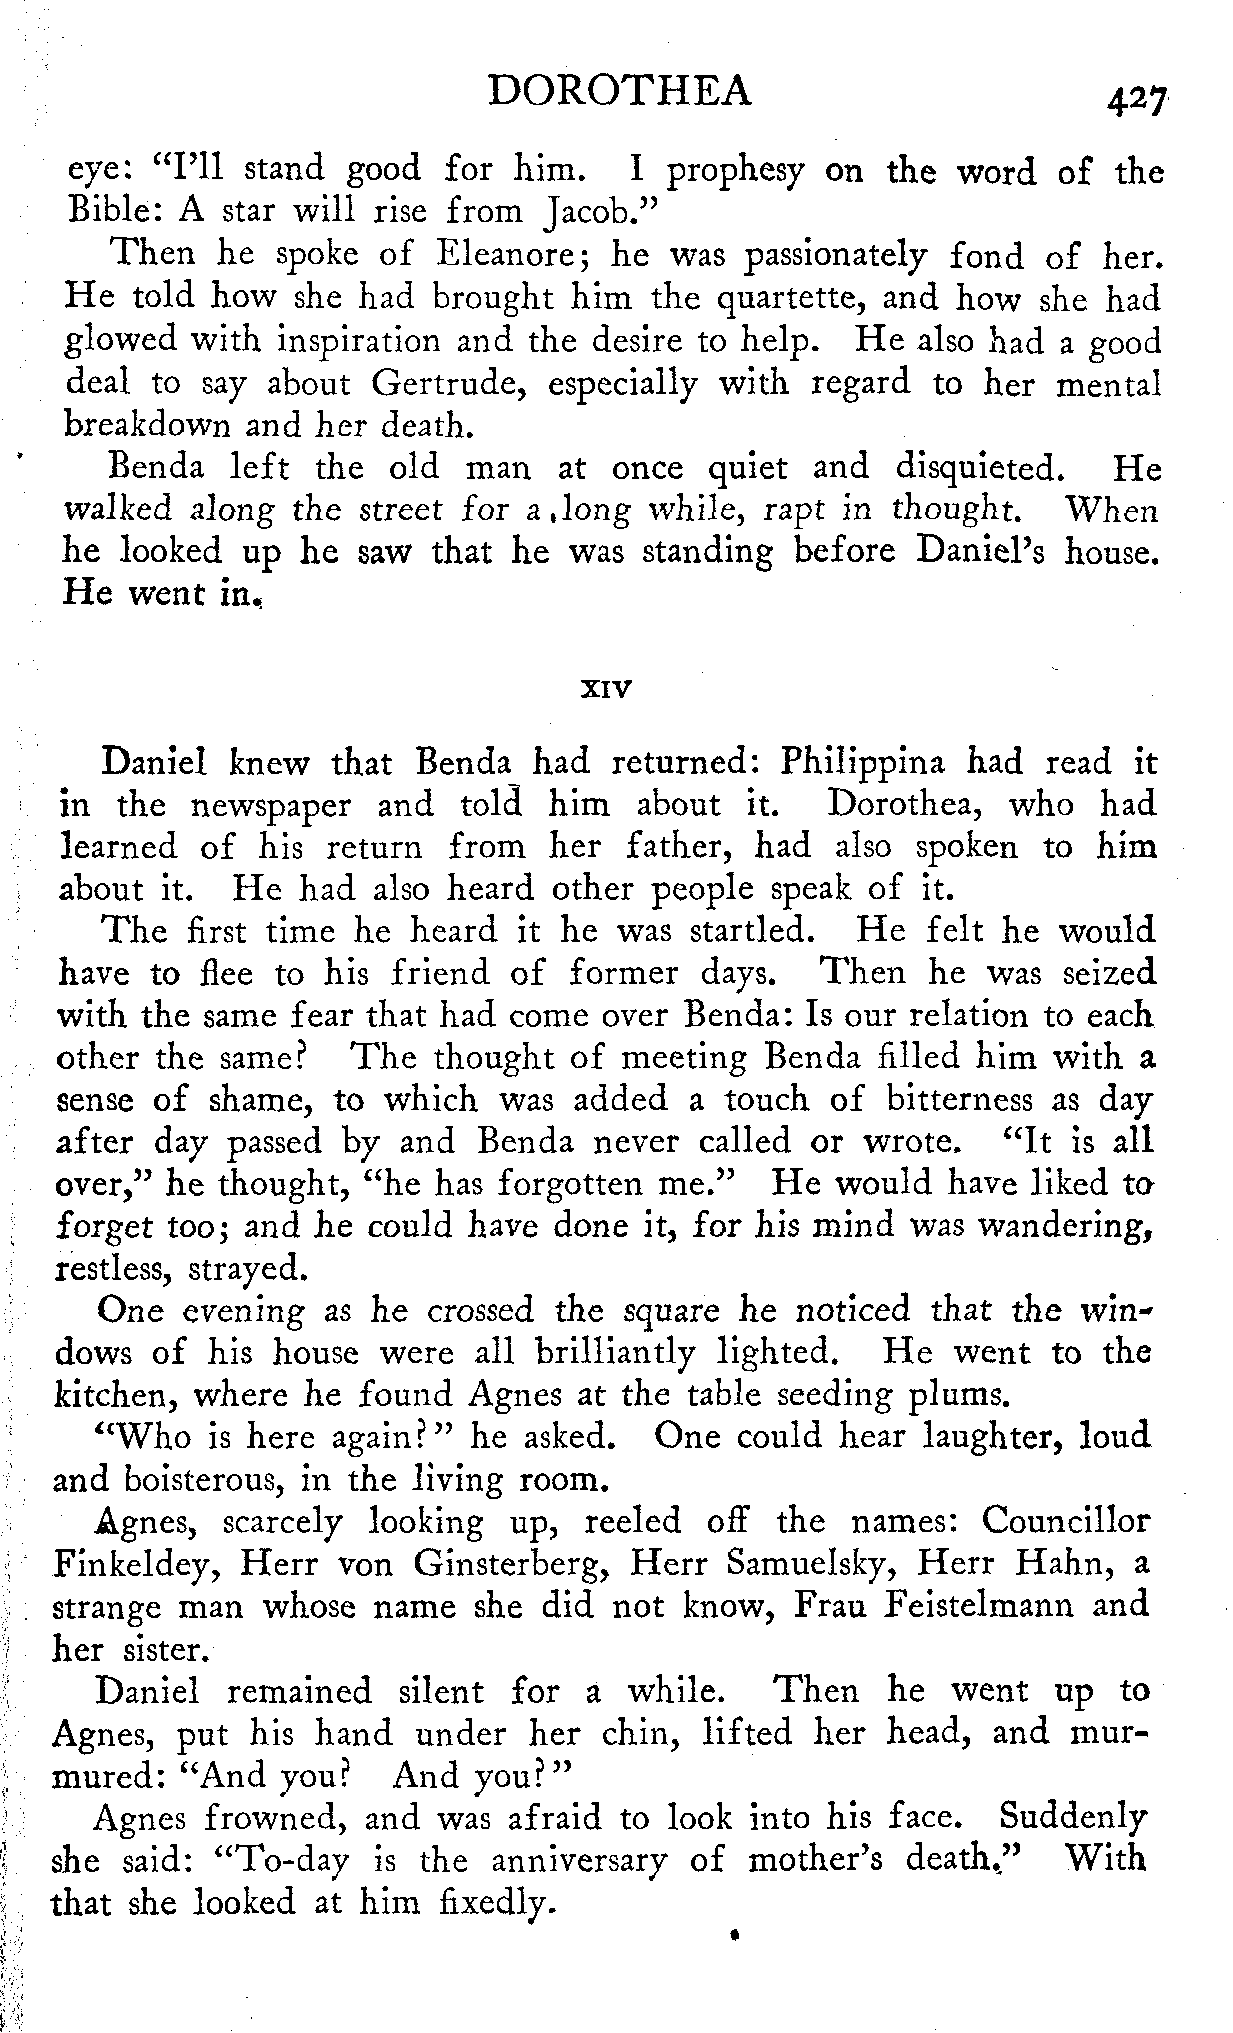 DOROTHEA 427
eye: “I’ll stand good for him. I prophesy on the word of the
Bible: A star will rise from Jacob.”
Then he spoke of Eleanore; he was passionately fond of her.
He told how she had brought him the quartette, and how she had
glowed with inspiration and the desire to help. He also had a good
deal to say about Gertrude, especially with regard to her mental
breakdown and her death.
Benda left the old man at once quiet and disquieted. He
walked along the street for a long while, rapt in thought. When
he looked up he saw that he was standing before Daniel’s house.
He went in.
XIV
Daniel knew that Benda had returned: Philippina had read it
in the newspaper and told him about it. Dorothea, who had
learned of his return from her father, had also spoken to him
about it. He had also heard other people speak of it.
The first time he heard it he was startled. He felt he would
have to flee to his friend of former days. Then he was seized
with the same fear that had come over Benda: Is our relation to each
other the same? The thought of meeting Benda filled him with a
sense of shame, to which was added a touch of bitterness as day
after day passed by and Benda never called or wrote. “It is all
over,” he thought, “he has forgotten me.” He would have liked to
forget too; and he could have done it, for his mind was wandering,
restless, strayed.
One evening as he crossed the square he noticed that the win-
dows of his house were all brilliantly lighted. He went to the
kitchen, where he found Agnes at the table seeding plums.
“Who is here again?” he asked. One could hear laughter, loud
and boisterous, in the living room.
Agnes, scarcely looking up, reeled off the names: Councillor
Finkeldey, Herr von Ginsterberg, Herr Samuelsky, Herr Hahn, a
strange man whose name she did not know, Frau Feistelmann and
her sister.
Daniel remained silent for a while. Then he went up to
Agnes, put his hand under her chin, lifted her head, and mur-
mured: “And you? And you?”
Agnes frowned, and was afraid to look into his face. Suddenly
she said: “To-day is the anniversary of mother’s death.” With
that she looked at him fixedly.